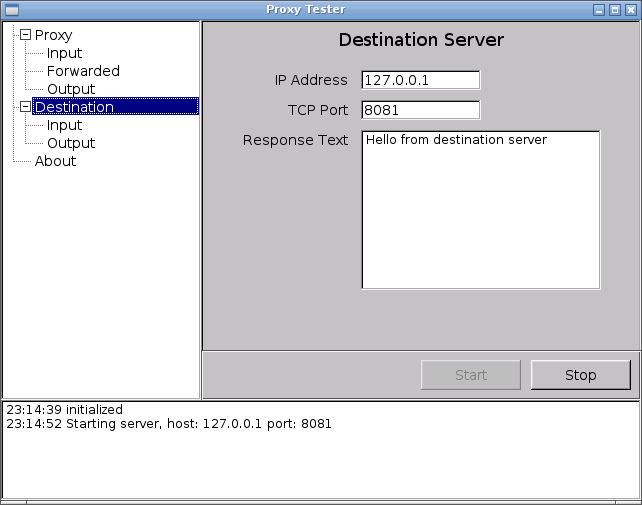 Proxy Tester
Proxy
Input
Forwarded
Output
Destination
Input
Output
About
Destination Server
IP Address 127.0.0.1
TCP Port 8081
Response Text Hello from destination server
Start Stop
23:14:39 initialized
23:14:52 Starting server, host: 127.0.0.1 port: 8081